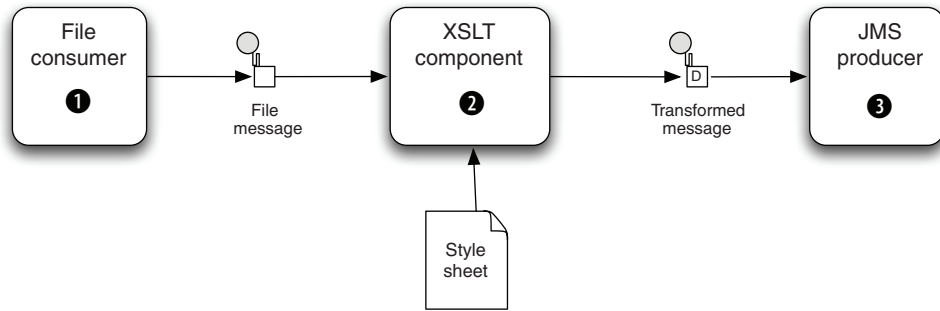 File
consumer
❶
File
message
XSLT
component
❷
D
Transformed
message
JMS
producer
❸
Style
sheet